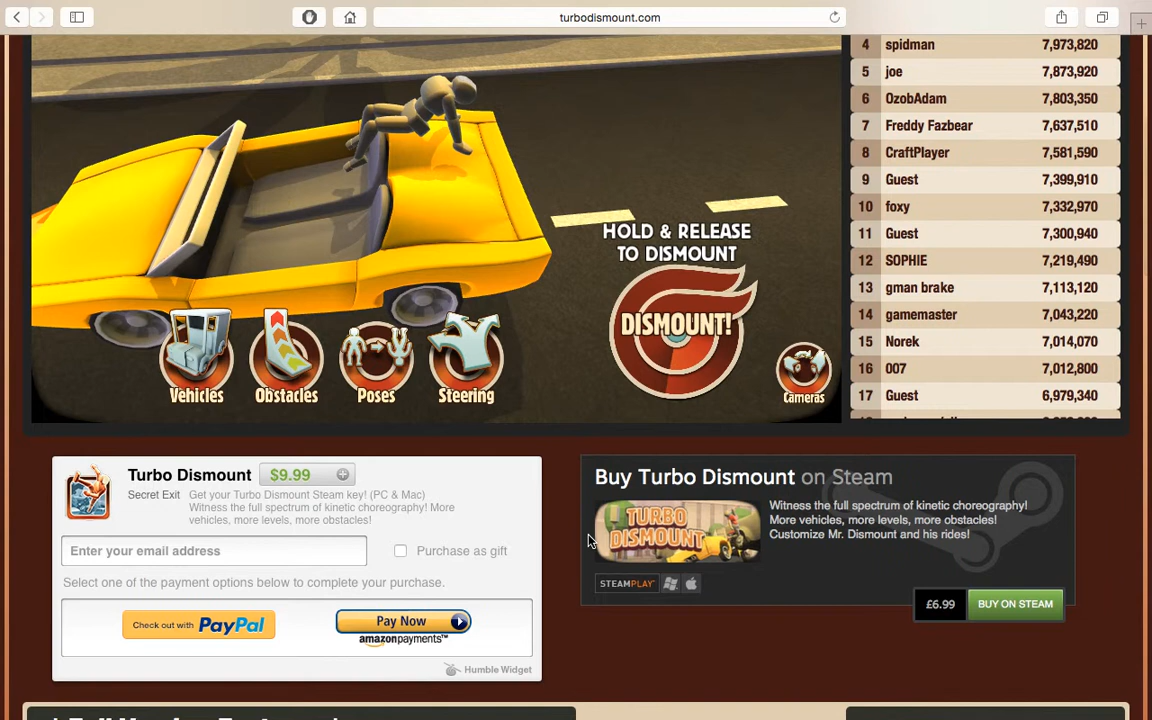 turbodismount.com
4 spidman 7,973,820
5 joe 7,873,920
6 OzobAdam 7,803,350
7 Freddy Fazbear 7,637,510
8 CraftPlayer 7,581,590
9 Guest 7,399,910
10 foxy 7,332,970
11 Guest 7,300,940
12 SOPHIE 7,219,490
13 gman brake 7,113,120
14 gamemaster 7,043,220
15 Norek 7,014,070
16 007 7,012,800
17 Guest 6,979,340
HOLD & RELEASE
TO DISMOUNT
DISMOUNT!
Vehicles
Obstacles
Poses
Steering
Cameras
Turbo Dismount $9.99
Secret Exit
Get your Turbo Dismount Steam key! (PC & Mac)
Witness the full spectrum of kinetic choreography! More
vehicles, more levels, more obstacles!
Enter your email address
Purchase as gift
Select one of the payment options below to complete your purchase.
Check out with PayPal
Pay Now
amazonpayments™
Humble Widget
Buy Turbo Dismount on Steam
TURBO
DISMOUNT
Witness the full spectrum of kinetic choreography!
More vehicles, more levels, more obstacles!
Customize Mr. Dismount and his rides!
STEAMPLAY™
£6.99
BUY ON STEAM